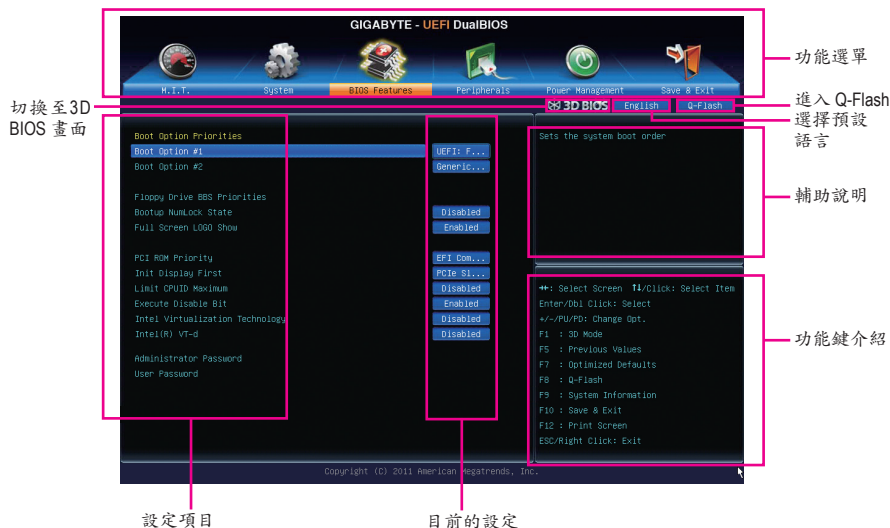 GIGABYTE - UEFI DualBIOS
M.I.T.
System
BIOS Features
Peripherals
Power Management
Save & Exit
功能選單
切換至3D
BIOS 畫面
3D BIOS
English
Q-Flash
進入 Q-Flash
選擇預設
語言
Boot Option Priorities
Boot Option #1 UEFI: F...
Boot Option #2 Generic...
Floppy Drive BBS Priorities
Bootup NumLock State Disabled
Full Screen LOGO Show Enabled
PCI ROM Priority EFI Com...
Init Display First PCIe Sl...
Limit CPUID Maximum Disabled
Execute Disable Bit Enabled
Intel Virtualization Technology Disabled
Intel(R) VT-d Disabled
Administrator Password
User Password
Sets the system boot order
輔助說明
→←: Select Screen ↑↓/Click: Select Item
Enter/Dbl Click: Select
+/-/PU/PD: Change Opt.
F1 : 3D Mode
F5 : Previous Values
F7 : Optimized Defaults
F8 : Q-Flash
F9 : System Information
F10 : Save & Exit
F12 : Print Screen
ESC/Right Click: Exit
功能鍵介紹
Copyright (C) 2011 American Megatrends, Inc.
設定項目
目前的設定